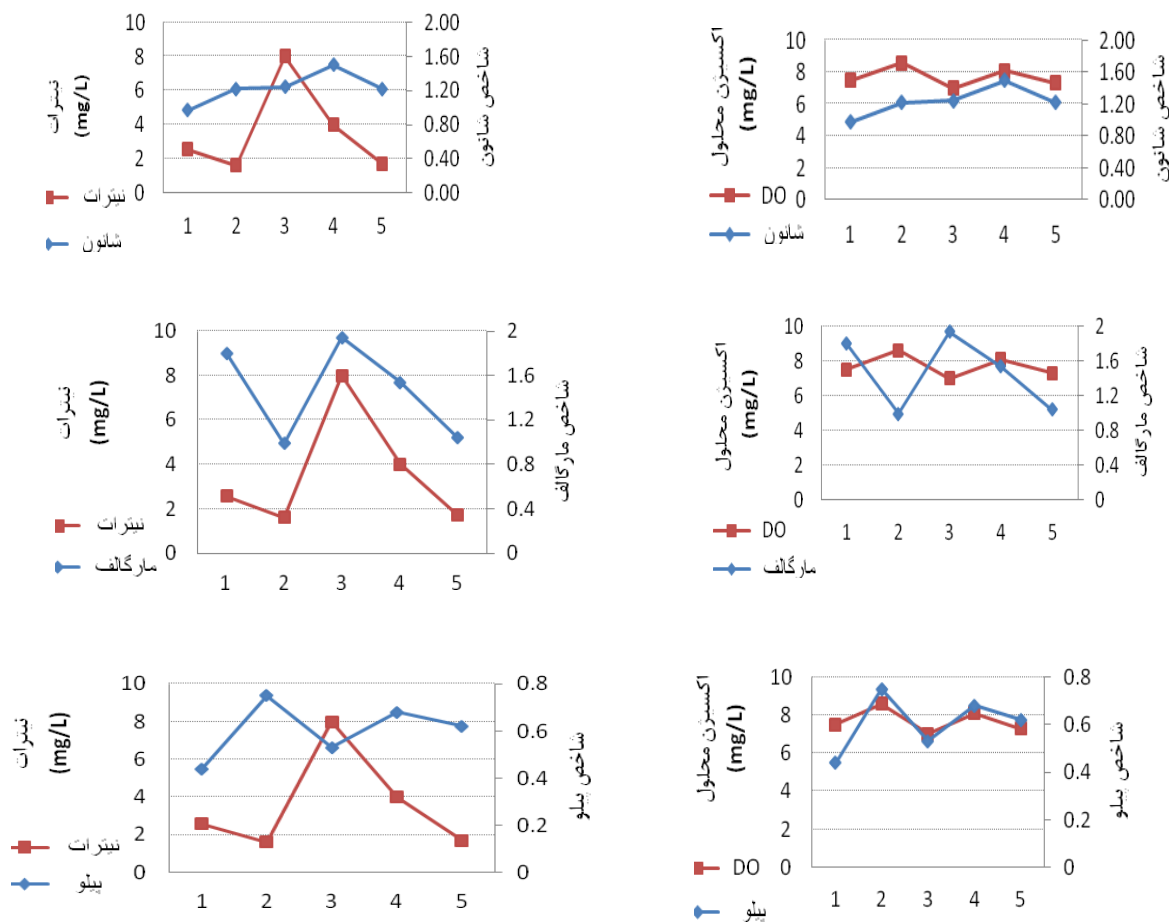 نیترات
(mg/L)
10
8
6
4
2
0
2.00
1.60
1.20
0.80
0.40
0.00
شاخص شانون
1 2 3 4 5
نیترات
شانون
اکسیژن محلول
(mg/L)
10
8
6
4
2
0
2.00
1.60
1.20
0.80
0.40
0.00
شاخص شانون
1 2 3 4 5
DO
شانون
نیترات
(mg/L)
10
8
6
4
2
0
2
1.6
1.2
0.8
0.4
0
شاخص مارگالف
1 2 3 4 5
نیترات
مارگالف
اکسیژن محلول
(mg/L)
10
8
6
4
2
0
2
1.6
1.2
0.8
0.4
0
شاخص مارگالف
1 2 3 4 5
DO
مارگالف
نیترات
(mg/L)
10
8
6
4
2
0
0.8
0.6
0.4
0.2
0
شاخص پیلو
1 2 3 4 5
نیترات
پیلو
اکسیژن محلول
(mg/L)
10
8
6
4
2
0
0.8
0.6
0.4
0.2
0
شاخص پیلو
1 2 3 4 5
DO
پیلو